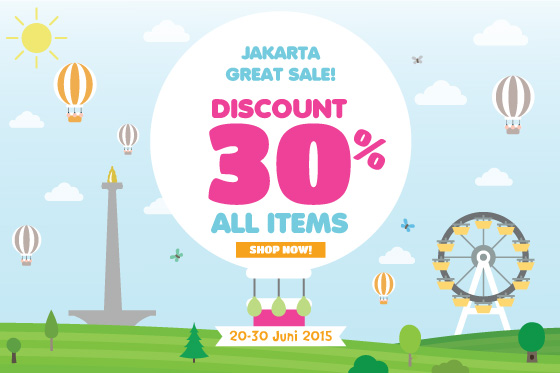 JAKARTA
GREAT SALE!
DISCOUNT
30%
ALL ITEMS
SHOP NOW!
20-30 Juni 2015